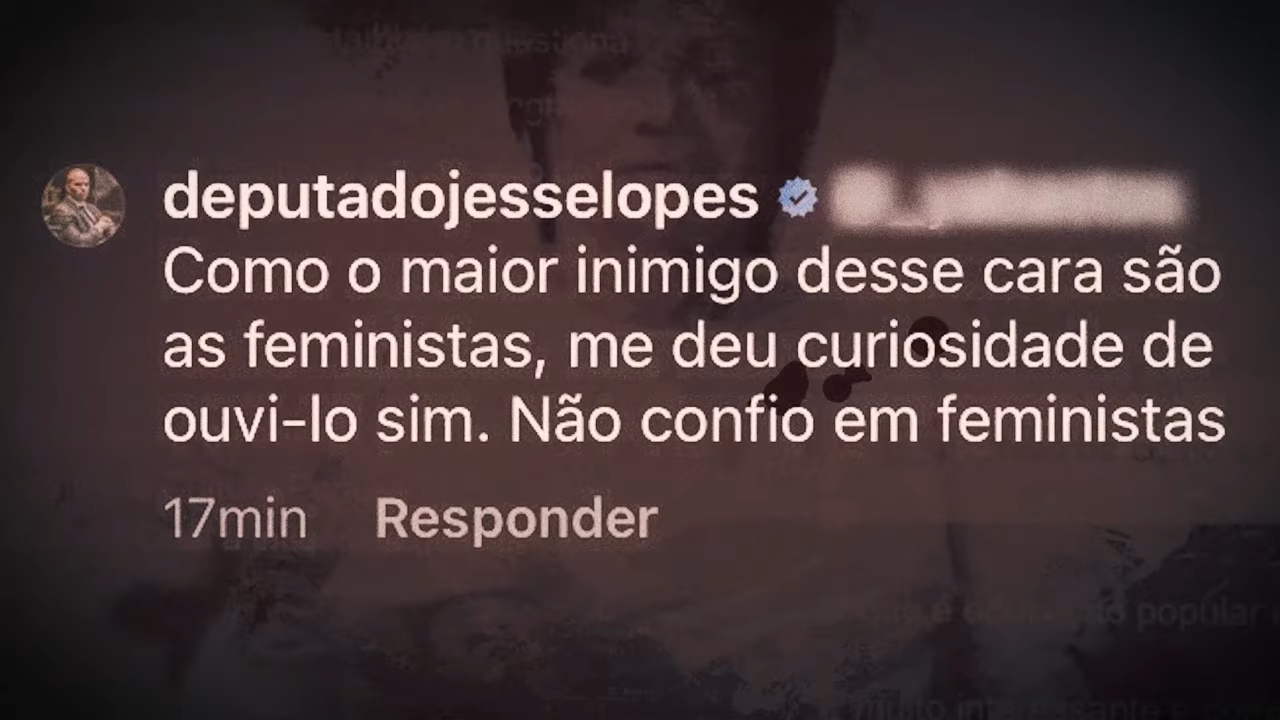 deputadojesselopes
Como o maior inimigo desse cara são
as feministas, me deu curiosidade de
ouvi-lo sim. Não confio em feministas
17min Responder
popular